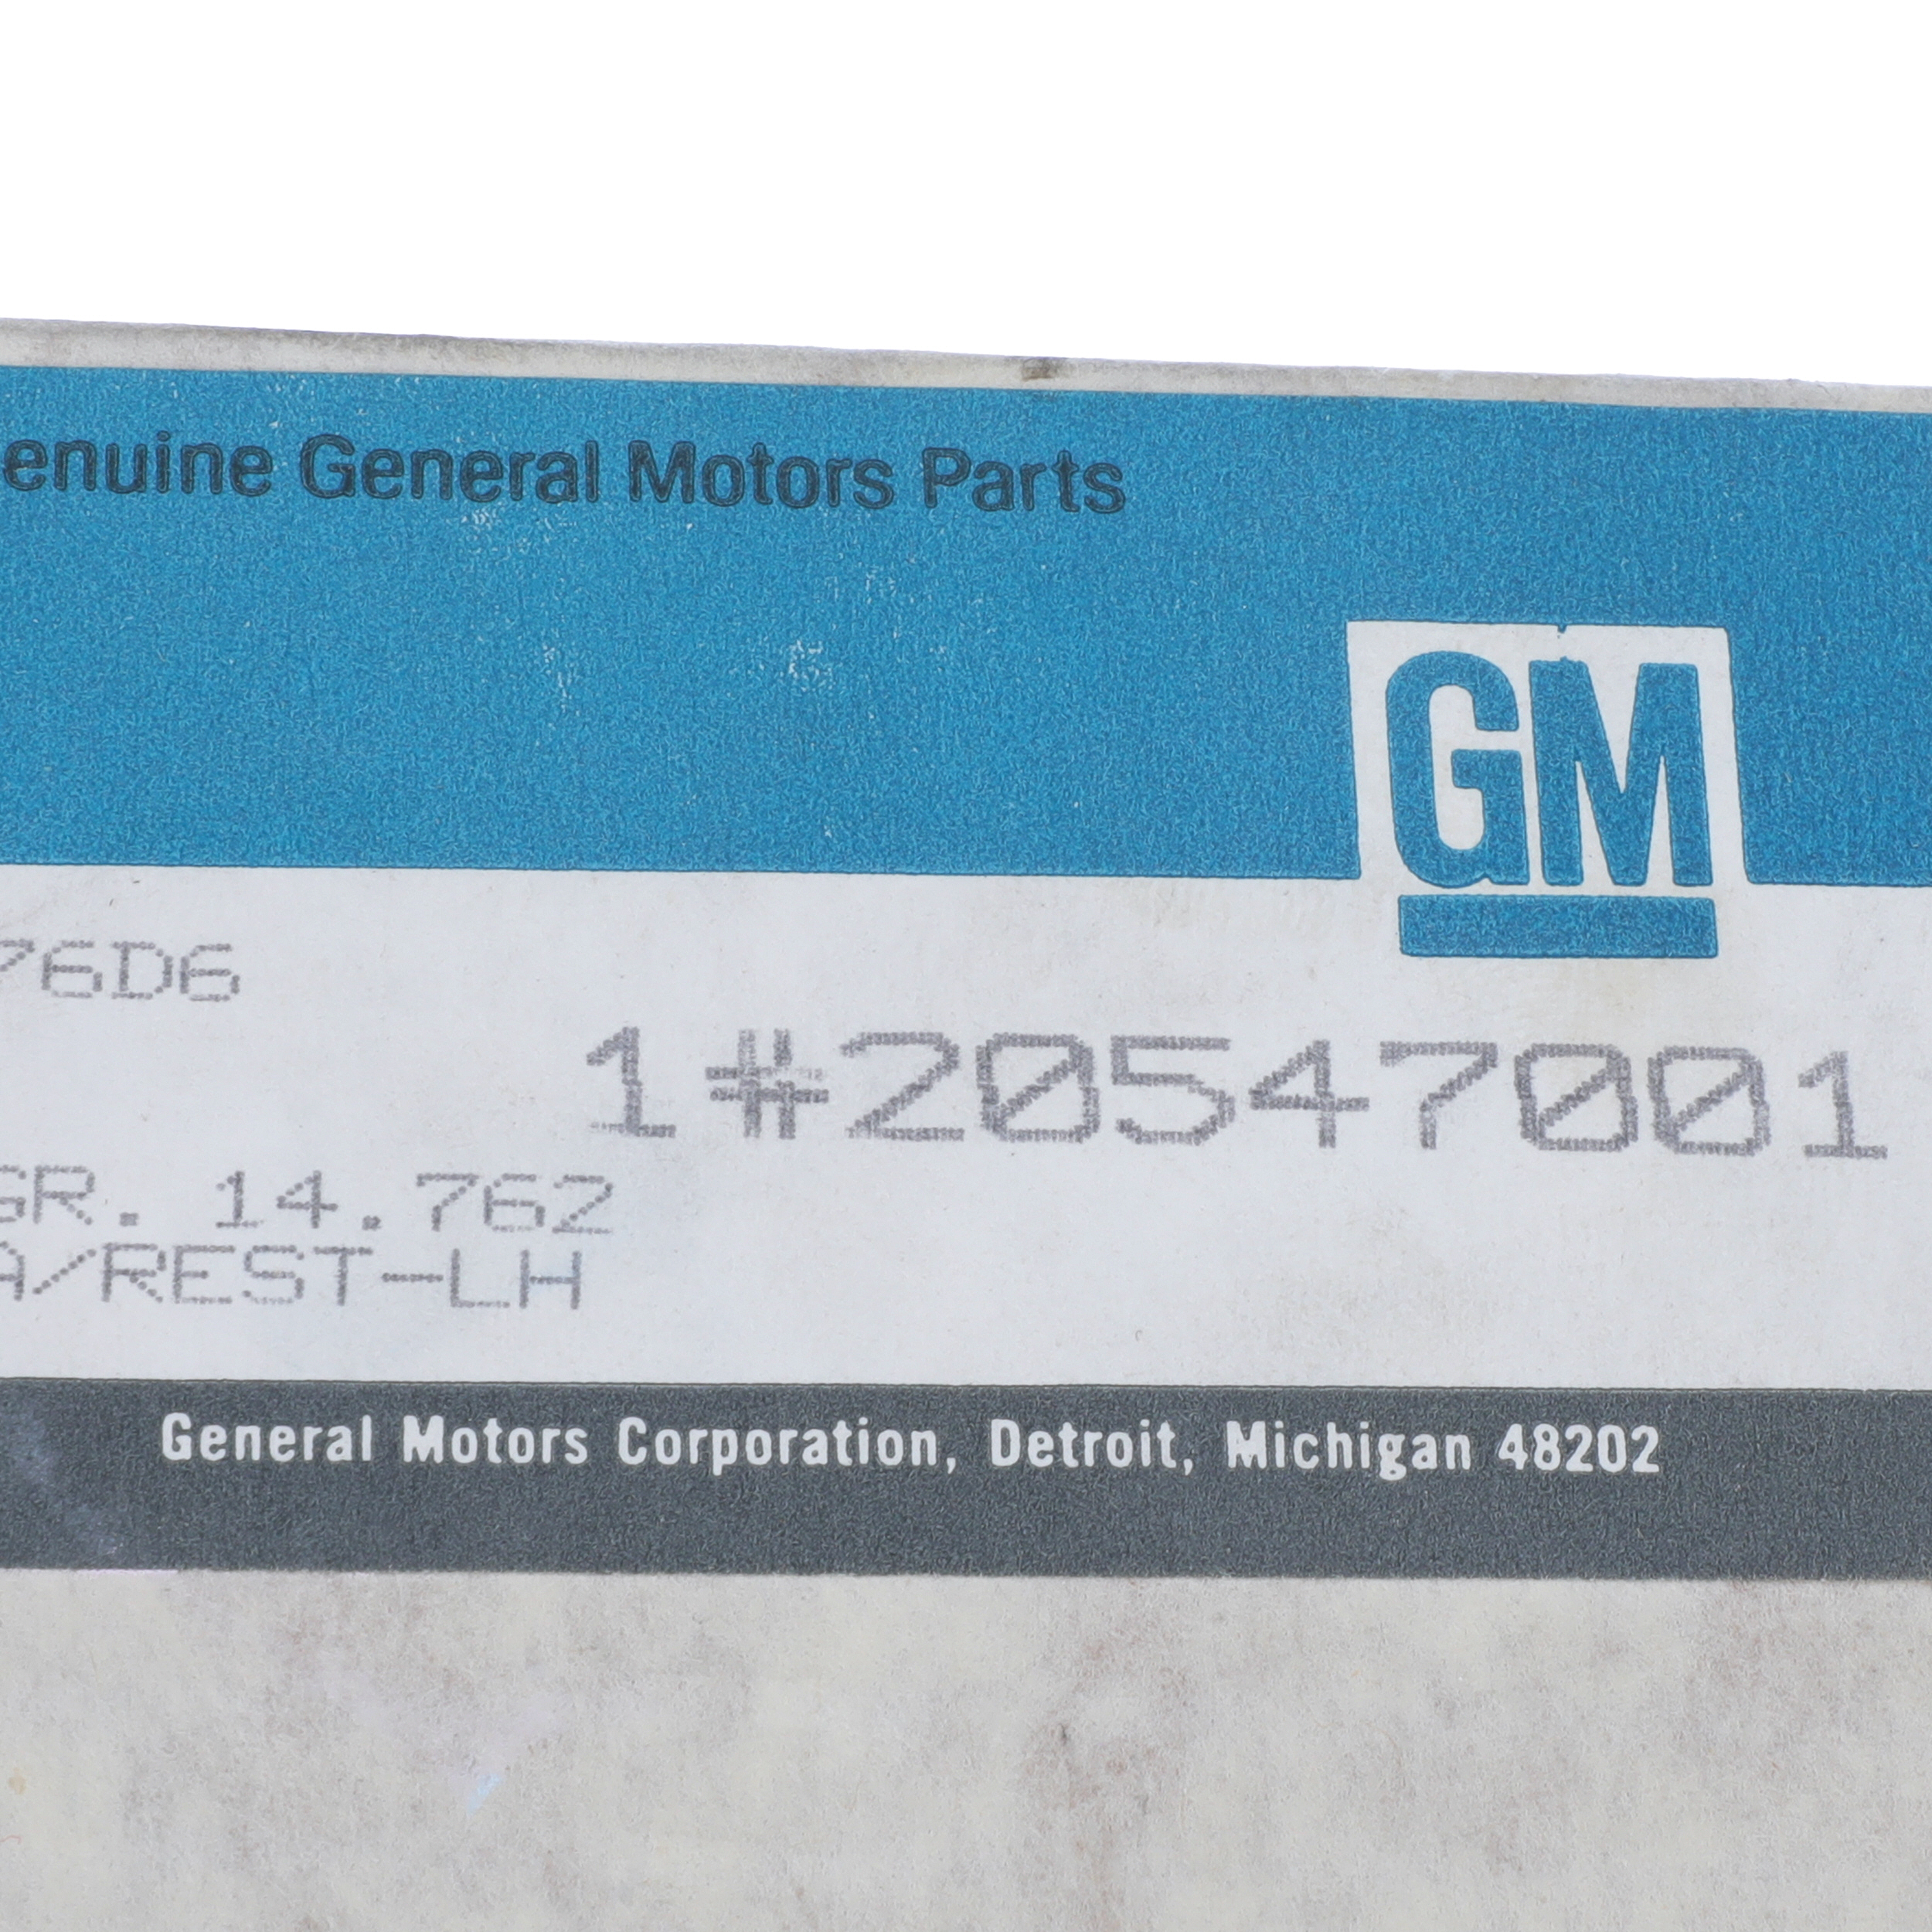 enuine General Motors Parts
GM
76D6
1#20547001
GR. 14.762
A/REST-LH
General Motors Corporation, Detroit, Michigan 48202